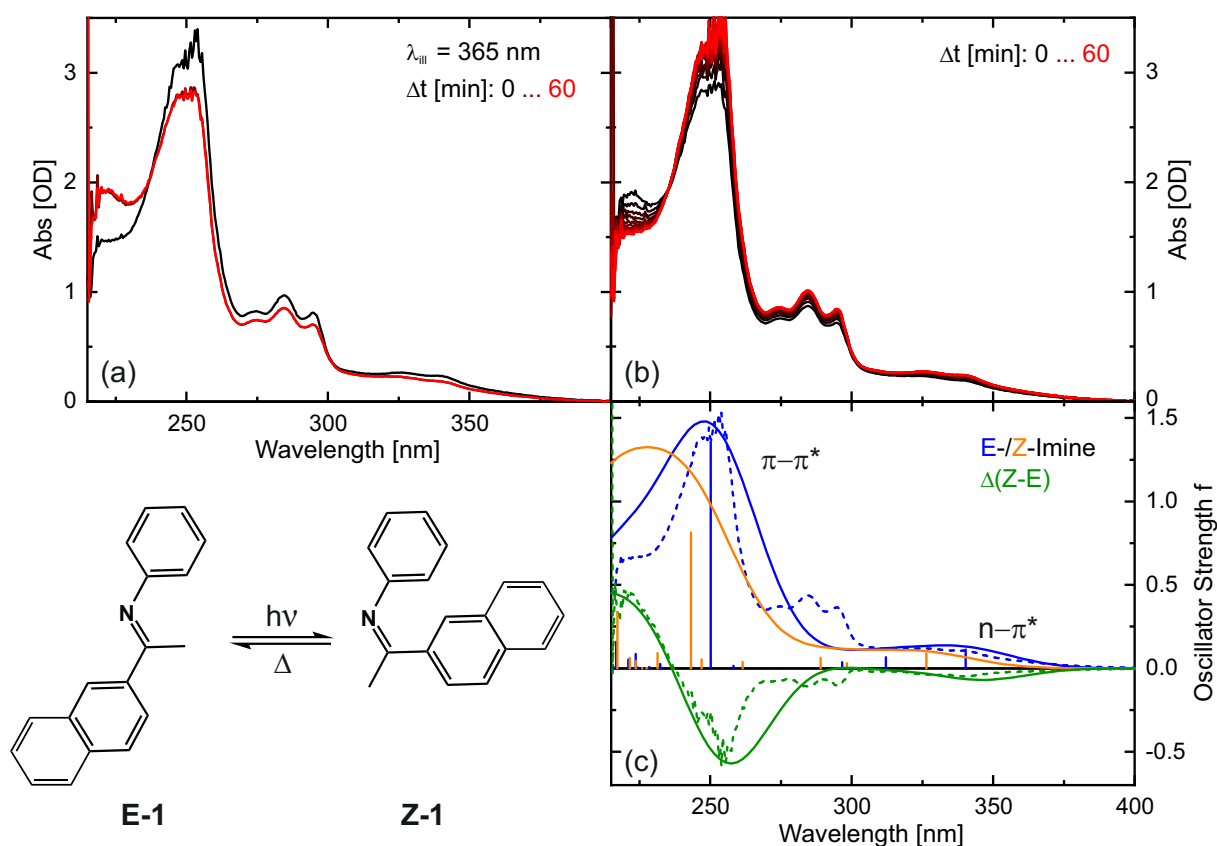 λill = 365 nm
Δt [min]: 0 ... 60
3
2
1
0
Abs [OD]
(a)
250
300
350
Wavelength [nm]
Δt [min]: 0 ... 60
3
2
1
0
Abs [OD]
(b)
π−π*
E-/Z-Imine
Δ(Z-E)
n−π*
1.5
1.0
0.5
0.0
-0.5
Oscillator Strength f
(c)
250
300
350
400
Wavelength [nm]
N
hν
Δ
N
E-1
Z-1